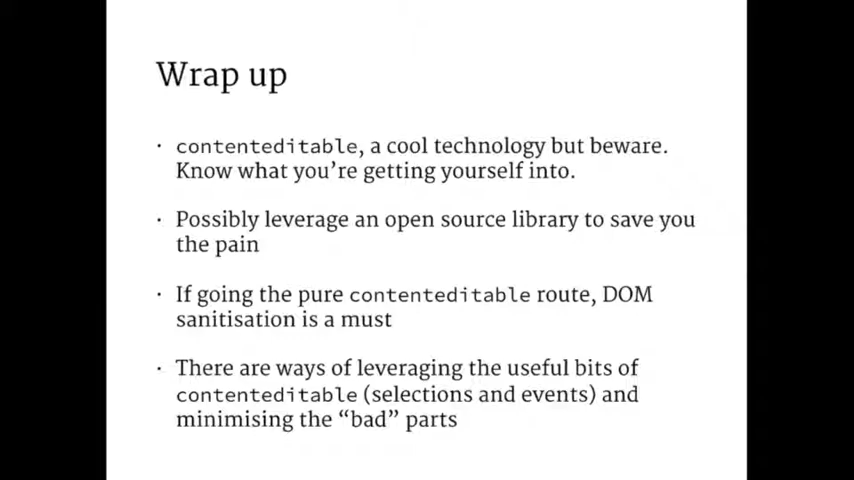 Wrap up
· contenteditable, a cool technology but beware.
Know what you’re getting yourself into.
· Possibly leverage an open source library to save you
the pain
· If going the pure contenteditable route, DOM
sanitisation is a must
· There are ways of leveraging the useful bits of
contenteditable (selections and events) and
minimising the “bad” parts